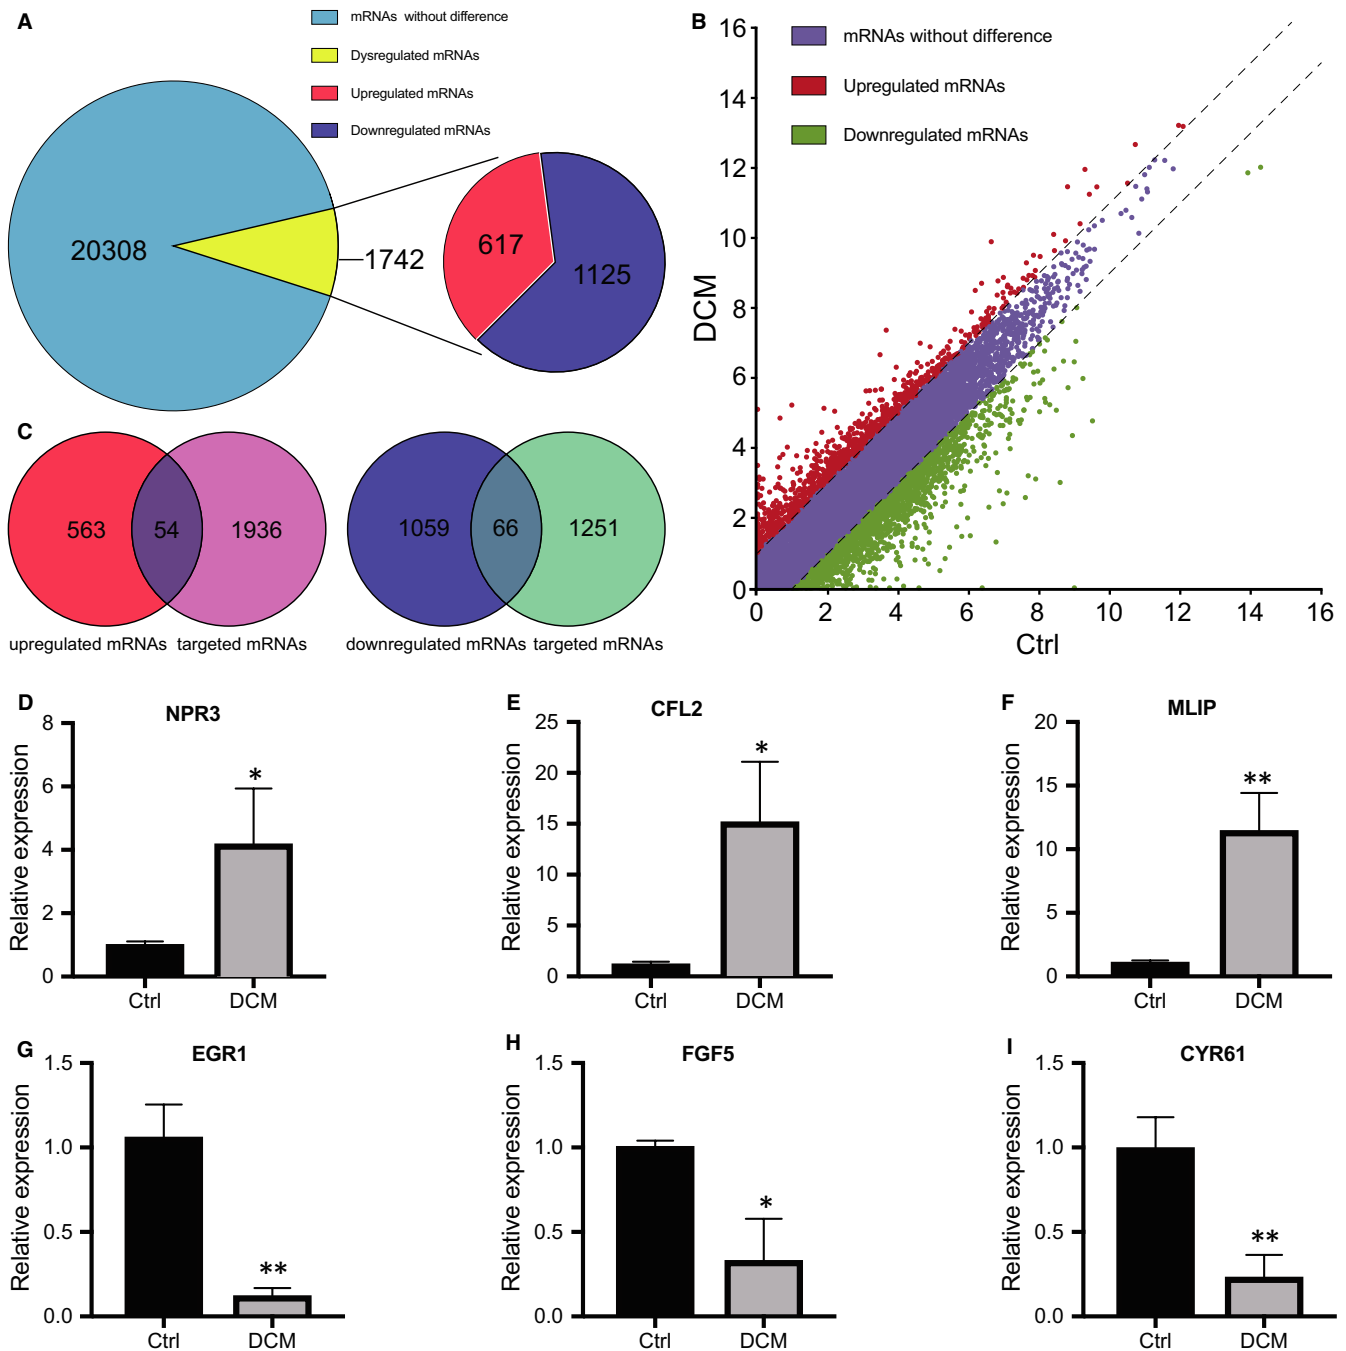 A
mRNAs without difference
Dysregulated mRNAs
Upregulated mRNAs
Downregulated mRNAs
20308
1742
617
1125
B
mRNAs without difference
Upregulated mRNAs
Downregulated mRNAs
16
14
12
10
8
6
4
2
0
DCM
0 2 4 6 8 10 12 14 16
Ctrl
C
563 54 1936
upregulated mRNAs targeted mRNAs
1059 66 1251
downregulated mRNAs targeted mRNAs
D
NPR3
Relative expression
8
6
4
2
0
*
Ctrl DCM
E
CFL2
Relative expression
25
20
15
10
5
0
*
Ctrl DCM
F
MLIP
Relative expression
20
15
10
5
0
**
Ctrl DCM
G
EGR1
Relative expression
1.5
1.0
0.5
0.0
**
Ctrl DCM
H
FGF5
Relative expression
1.5
1.0
0.5
0.0
*
Ctrl DCM
I
CYR61
Relative expression
1.5
1.0
0.5
0.0
**
Ctrl DCM